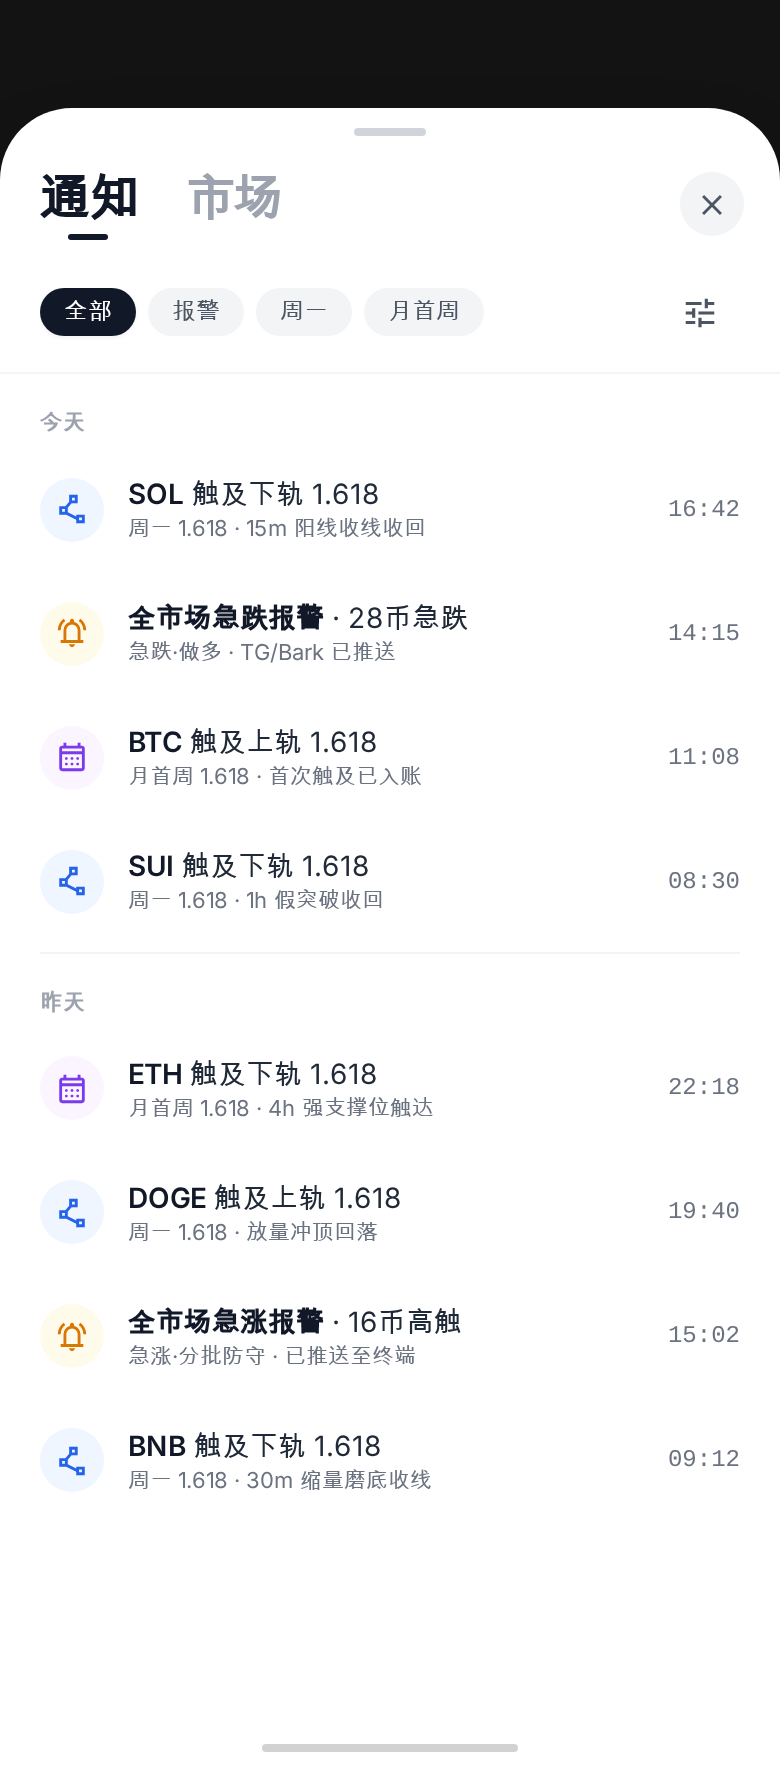 通知 市场
全部 报警 周一 月首周
今天
SOL 触及下轨 1.618
周一 1.618 · 15m 阳线收线收回
16:42
全市场急跌报警 · 28币急跌
急跌·做多 · TG/Bark 已推送
14:15
BTC 触及上轨 1.618
月首周 1.618 · 首次触及已入账
11:08
SUI 触及下轨 1.618
周一 1.618 · 1h 假突破收回
08:30
昨天
ETH 触及下轨 1.618
月首周 1.618 · 4h 强支撑位触达
22:18
DOGE 触及上轨 1.618
周一 1.618 · 放量冲顶回落
19:40
全市场急涨报警 · 16币高触
急涨·分批防守 · 已推送至终端
15:02
BNB 触及下轨 1.618
周一 1.618 · 30m 缩量磨底收线
09:12